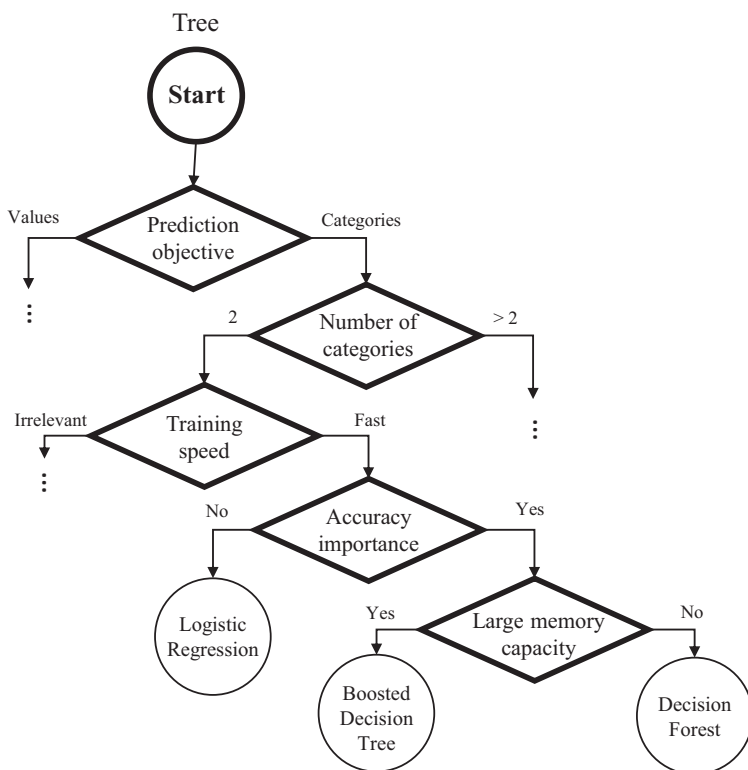 Tree
Start
Values
Prediction
objective
Categories
⋮
2
Number of
categories
> 2
Irrelevant
Training
speed
Fast
⋮
⋮
No
Accuracy
importance
Yes
Logistic
Regression
Yes
Large memory
capacity
No
Boosted
Decision
Tree
Decision
Forest